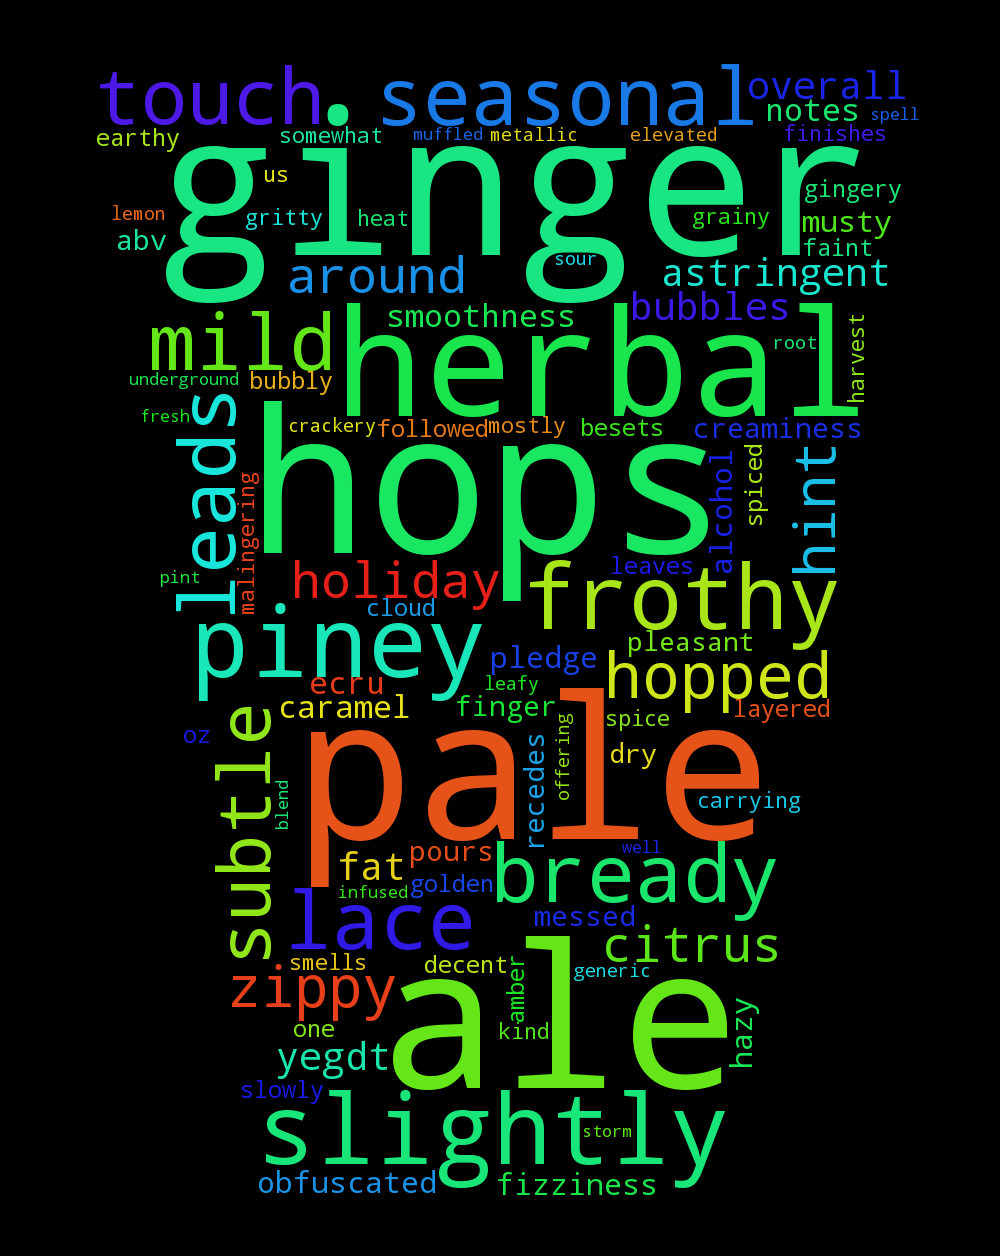 touch seasonal overall
notes spell
earthy somewhat muffled metallic elevated finishes
ginger
us gingery
lemon gritty heat grainy musty
abv faint
sour
around astringent
smoothness bubbles
mild herbal root harvest
underground bubbly
fresh leads crackery followed mostly besets creaminess
hops
malingering alcohol spiced hint
pint holiday leaves
cloud frothy
piney pleasant
pledge hopped
ecru leafy
caramel finger spice layered
oz subtle pale offering dry
recedes
blend carrying
pours well
fat golden bready
infused
lace messed
citrus
smells decent generic
zippy amber ale
one kind hazy
yegdt
slowly
slightly storm
obfuscated fizziness